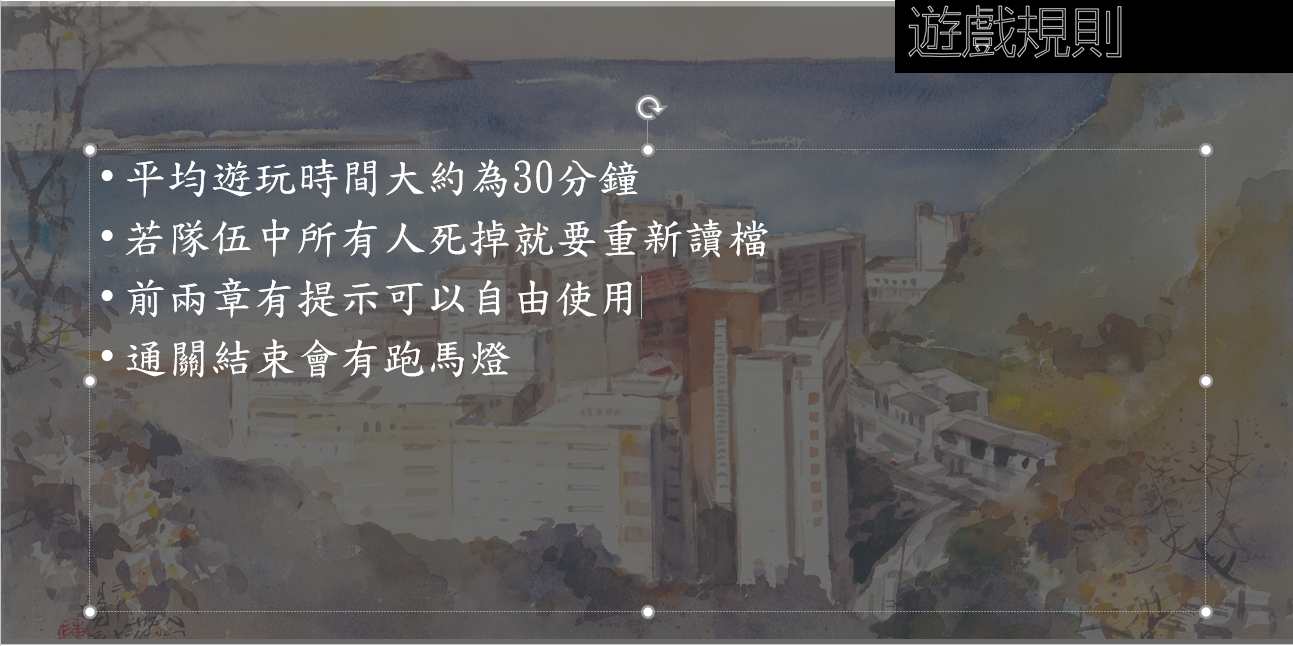 遊戲規則
• 平均遊玩時間大約為30分鐘
• 若隊伍中所有人死掉就要重新讀檔
• 前兩章有提示可以自由使用
• 通關結束會有跑馬燈